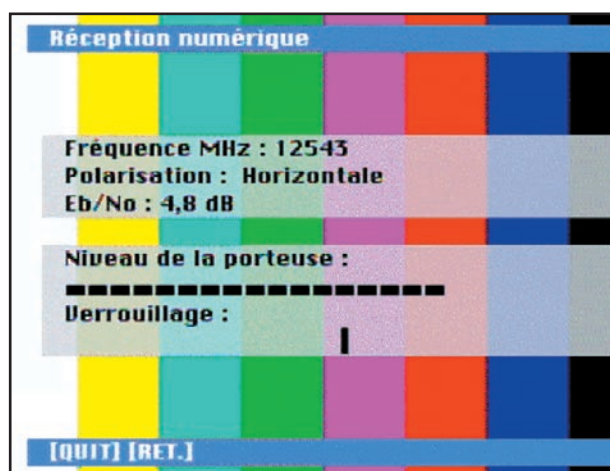 Réception numérique
Fréquence MHz : 12543
Polarisation : Horizontale
Eb/No : 4,8 dB
Niveau de la porteuse :
Verrouillage :
[QUIT] [RET.]